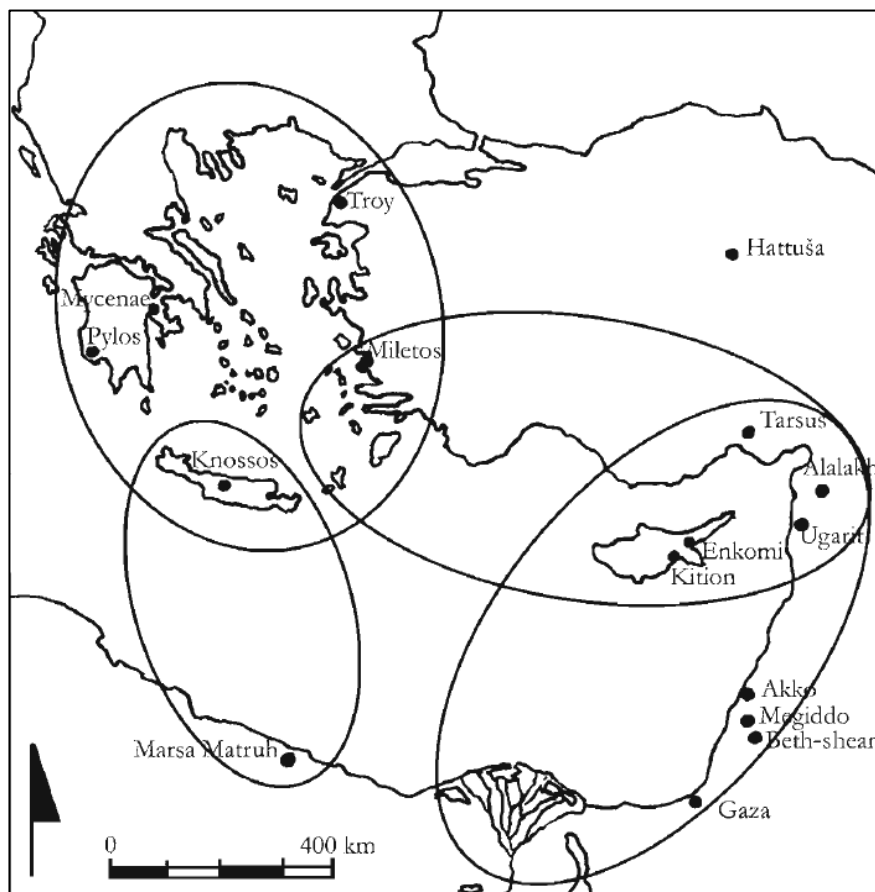 Troy
Hattuša
Mycenae
Pylos
Miletos
Tarsus
Knossos
Alalakh
Ugarit
Enkomi
Kition
Akko
Megiddo
Beth-shean
Marsa Matruh
Gaza
0 400 km